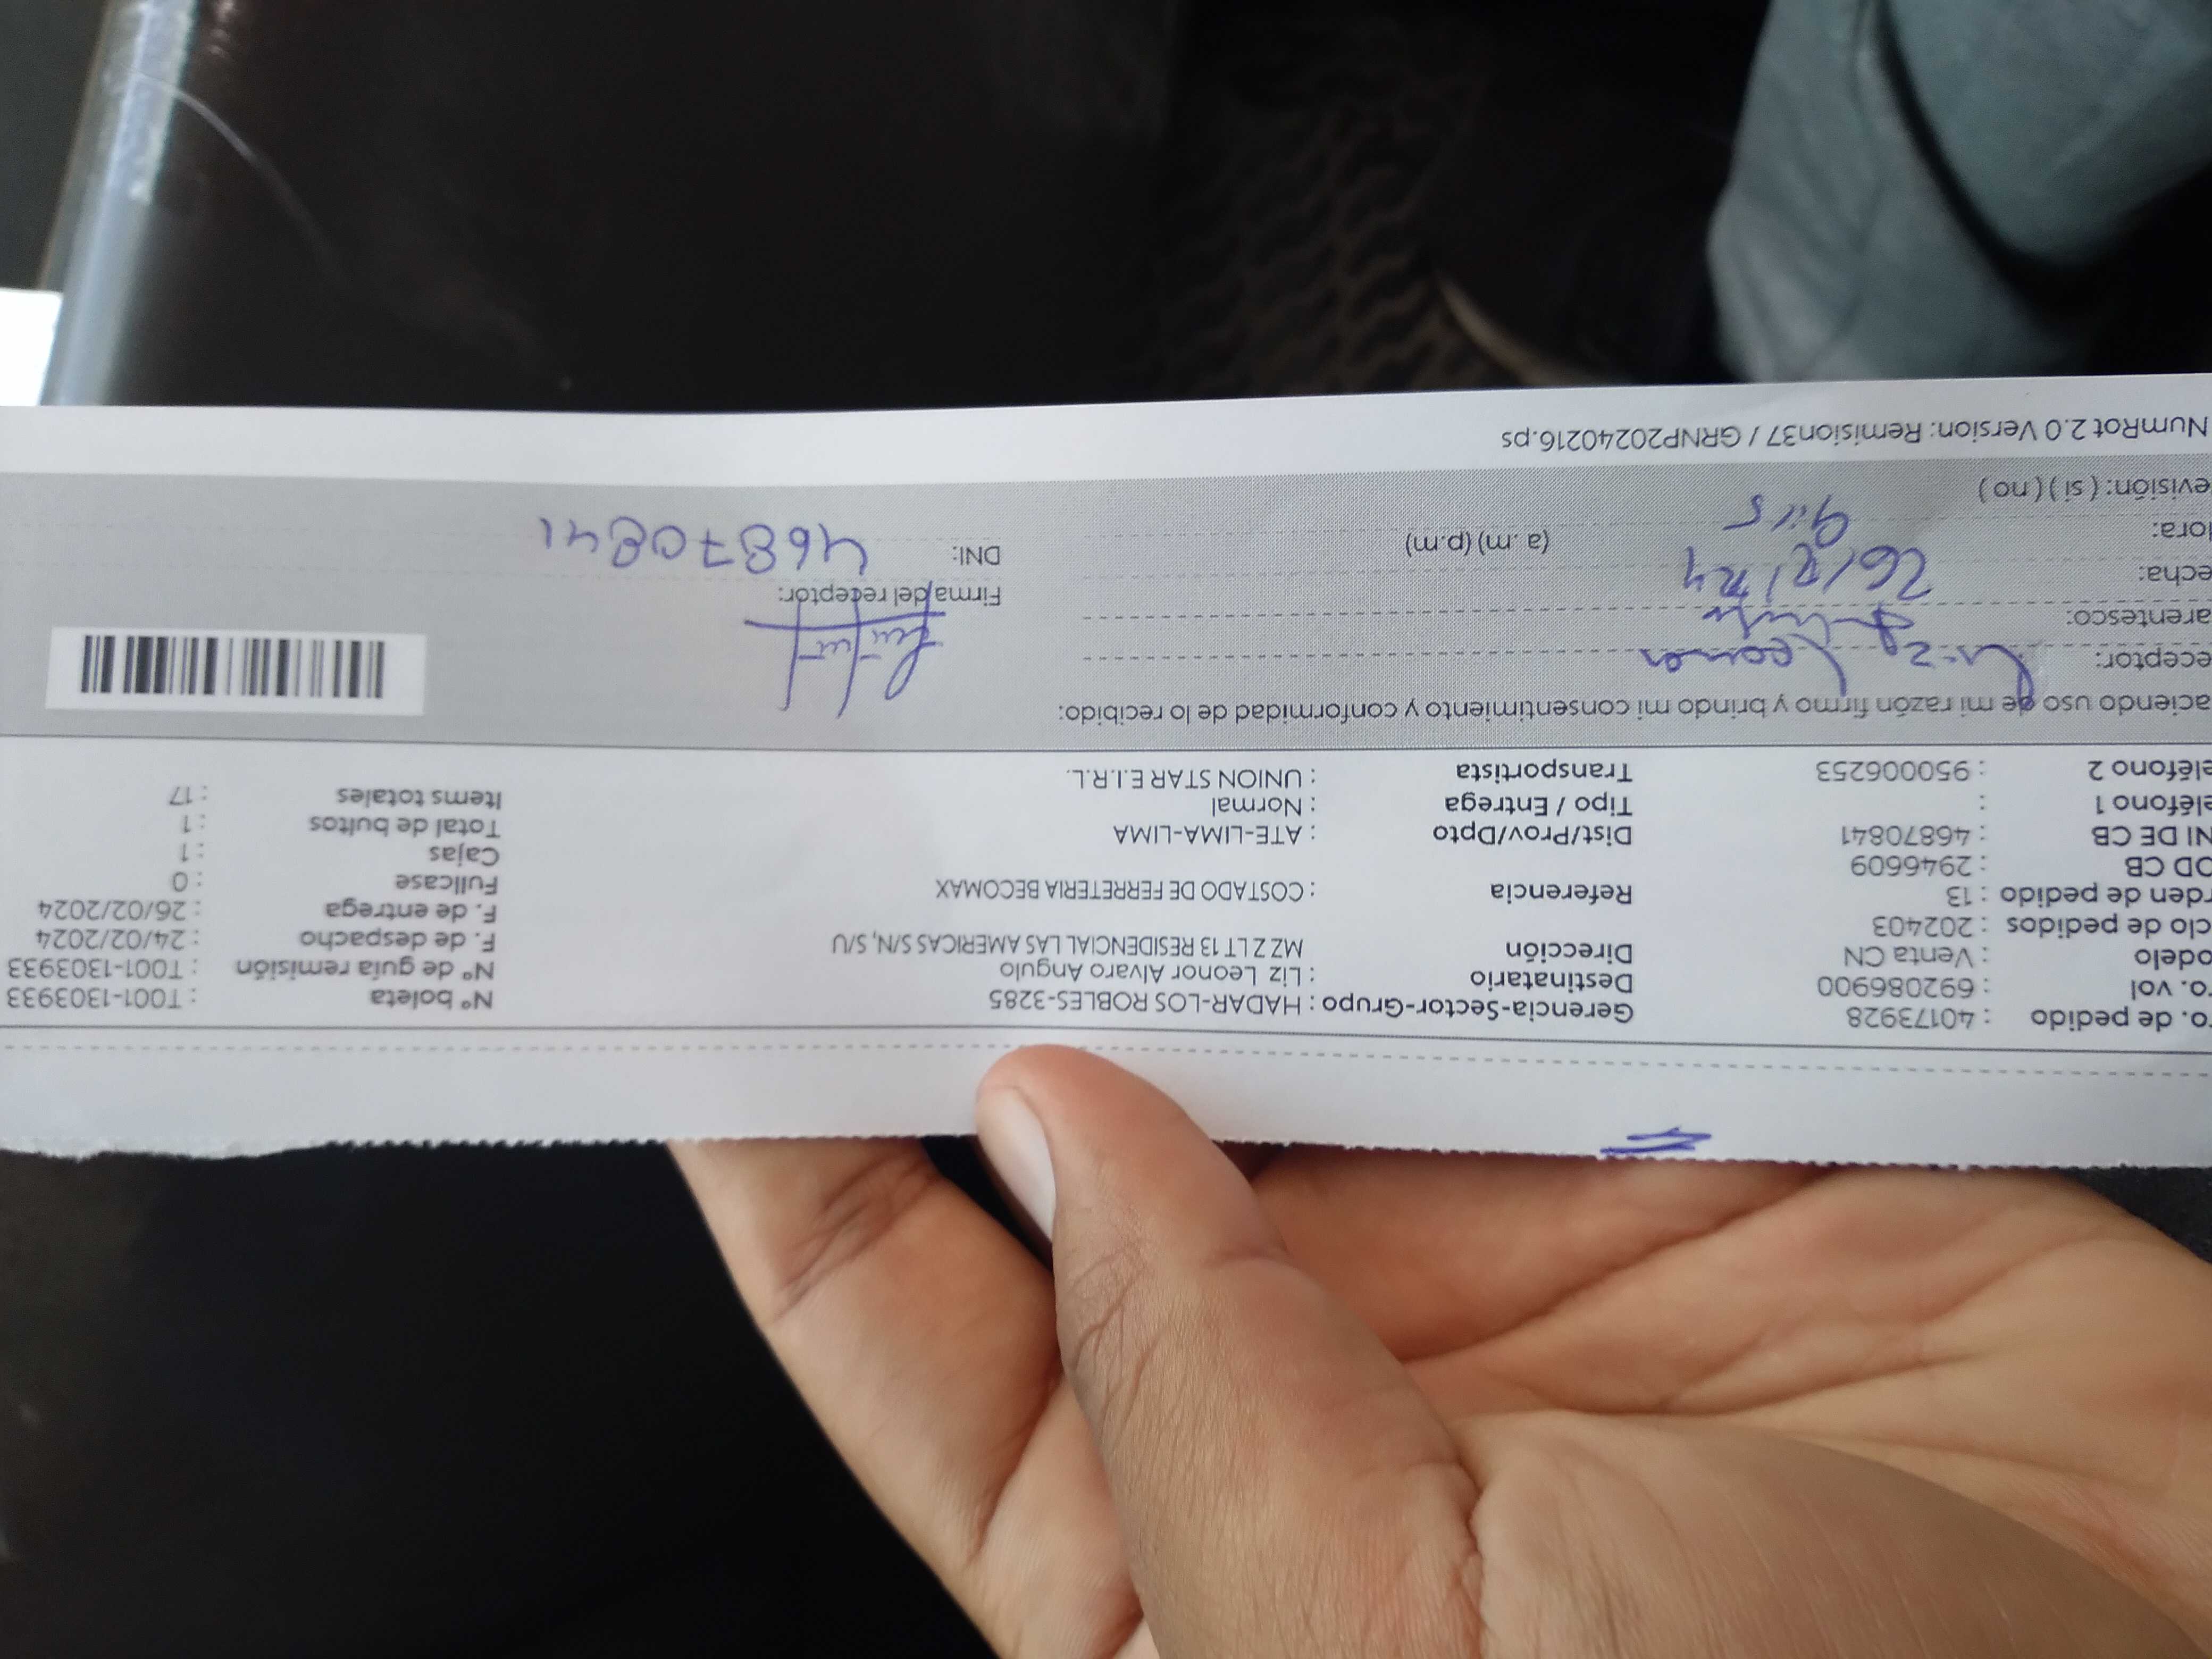 ro. de pedido : 40173928 Gerencia-Sector-Grupo : HADAR-LOS ROBLES-3285 N° boleta : T001-1303933
ro. vol : 692086900 Destinatario : Liz Leonor Alvaro Angulo N° de guía remisión : T001-1303933
odelo : Venta CN Dirección MZ Z LT 13 RESIDENCIAL LAS AMERICAS S/N, S/U F. de despacho : 24/02/2024
clo de pedidos : 202403 F. de entrega : 26/02/2024
rden de pedido : 13 Referencia : COSTADO DE FERRETERIA BECOMAX Fullcase : 0
OD CB : 2946609 Cajas : 1
NI DE CB : 46870841 Dist/Prov/Dpto : ATE-LIMA-LIMA Total de bultos : 1
eléfono 1 : Tipo / Entrega : Normal Items totales : 17
eléfono 2 : 950006253 Transportista : UNION STAR E.I.R.L.
aciendo uso de mi razón firmo y brindo mi consentimiento y conformidad de lo recibido:
eceptor: Leonor
arentesco: Firma del receptor:
echa: 26/2/24
lora: 9:15 (a.m) (p.m) DNI: 46870841
evisión: ( si ) ( no )
NumRot 2.0 Version: Remision37 / GRNP20240216.ps